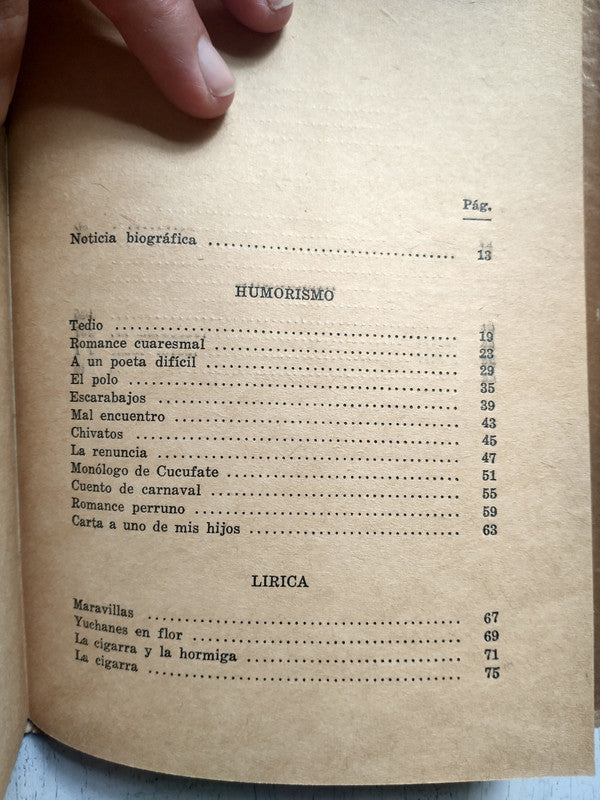 Pág.
Noticia biográfica ........................................ 13
HUMORISMO
Tedio ........................................ 19
Romance cuaresmal ........................................ 23
A un poeta difícil ........................................ 29
El polo ........................................ 35
Escarabajos ........................................ 39
Mal encuentro ........................................ 43
Chivatos ........................................ 45
La renuncia ........................................ 47
Monólogo de Cucufate ........................................ 51
Cuento de carnaval ........................................ 55
Romance perruno ........................................ 59
Carta a uno de mis hijos ........................................ 63
LIRICA
Maravillas ........................................ 67
Yuchanes en flor ........................................ 69
La cigarra y la hormiga ........................................ 71
La cigarra ........................................ 75